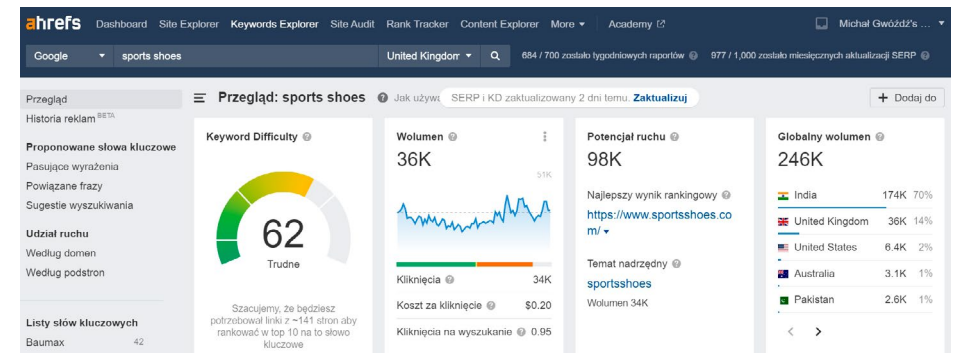 ahrefs Dashboard Site Explorer Keywords Explorer Site Audit Rank Tracker Content Explorer More Academy Michał Gwóźdź's ...
Google sports shoes United Kingdom 684 / 700 zostało tygodniowych raportów 977 / 1,000 zostało miesięcznych aktualizacji SERP
Przegląd
Historia reklam BETA
Proponowane słowa kluczowe
Pasujące wyrażenia
Powiązane frazy
Sugestie wyszukiwania
Udział ruchu
Według domen
Według podstron
Listy słów kluczowych
Baumax 42
Przegląd: sports shoes Jak używa SERP i KD zaktualizowany 2 dni temu. Zaktualizuj + Dodaj do
Keyword Difficulty
62
Trudne
Szacujemy, że będziesz
potrzebował linki z ~141 stron aby
rankować w top 10 na to słowo
kluczowe
Wolumen
36K
51K
Kliknięcia 34K
Koszt za kliknięcie $0.20
Kliknięcia na wyszukanie 0.95
Potencjał ruchu
98K
Najlepszy wynik rankingowy
https://www.sportsshoes.co
m/
Temat nadrzędny
sportsshoes
Wolumen 34K
Globalny wolumen
246K
India 174K 70%
United Kingdom 36K 14%
United States 6.4K 2%
Australia 3.1K 1%
Pakistan 2.6K 1%